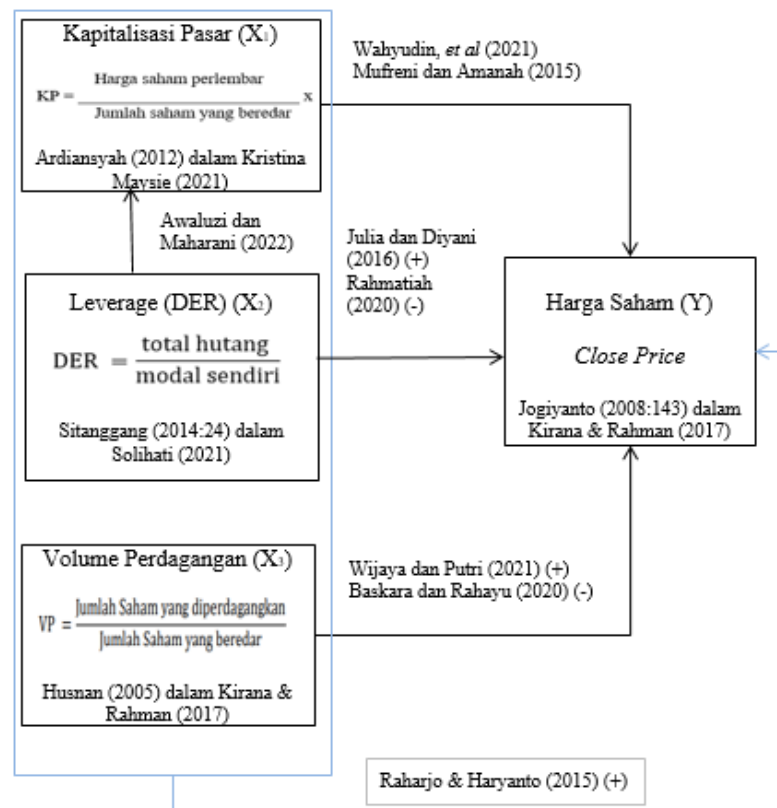 Kapitalisasi Pasar (X₁)
Harga saham perlembar
KP = x
Jumlah saham yang beredar
Ardiansyah (2012) dalam Kristina
Maysie (2021)
Wahyudin, et al (2021)
Mufreni dan Amanah (2015)
Awaluzi dan
Maharani (2022)
Julia dan Diyani
(2016) (+)
Rahmatiah
(2020) (-)
Leverage (DER) (X₂)
total hutang
DER =
modal sendiri
Sitanggang (2014:24) dalam
Solihati (2021)
Harga Saham (Y)
Close Price
Jogiyanto (2008:143) dalam
Kirana & Rahman (2017)
Volume Perdagangan (X₃)
Jumlah Saham yang diperdagangkan
VP =
Jumlah Saham yang beredar
Husnan (2005) dalam Kirana &
Rahman (2017)
Wijaya dan Putri (2021) (+)
Baskara dan Rahayu (2020) (-)
Raharjo & Haryanto (2015) (+)